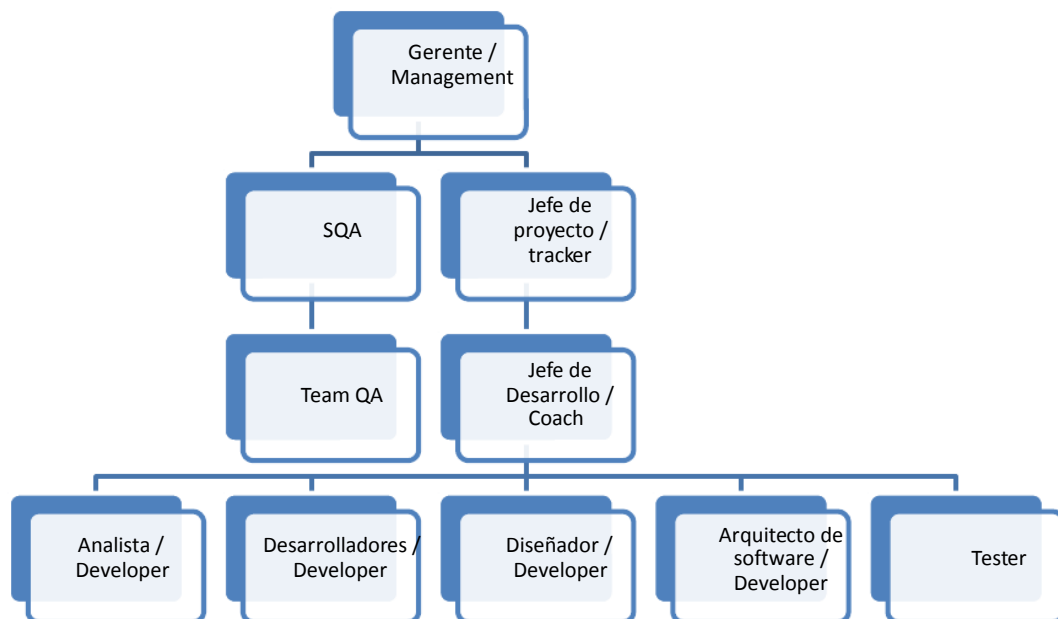 Gerente /
Management
SQA
Jefe de
proyecto /
tracker
Team QA
Jefe de
Desarrollo /
Coach
Analista /
Developer
Desarrolladores /
Developer
Diseñador /
Developer
Arquitecto de
software /
Developer
Tester